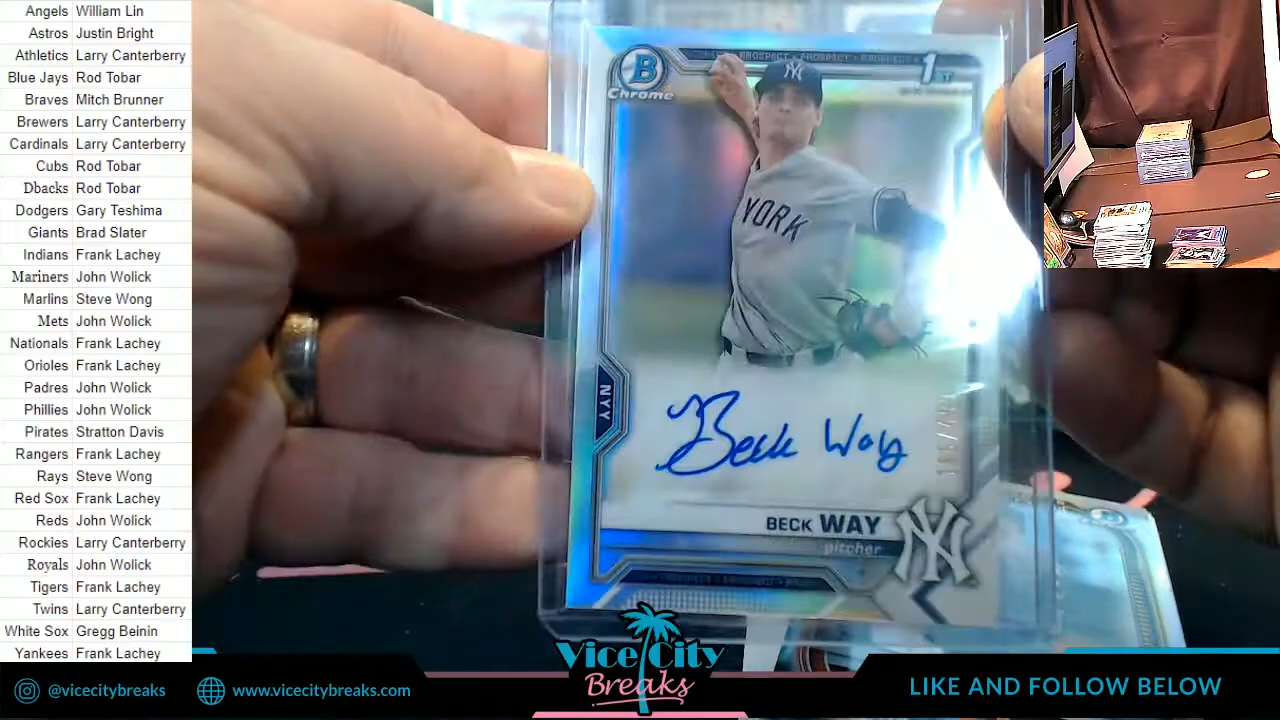 Angels William Lin
Astros Justin Bright
Athletics Larry Canterberry
Blue Jays Rod Tobar
Braves Mitch Brunner
Brewers Larry Canterberry
Cardinals Larry Canterberry
Cubs Rod Tobar
Dbacks Rod Tobar
Dodgers Gary Teshima
Giants Brad Slater
Indians Frank Lachey
Mariners John Wolick
Marlins Steve Wong
Mets John Wolick
Nationals Frank Lachey
Orioles Frank Lachey
Padres John Wolick
Phillies John Wolick
Pirates Stratton Davis
Rangers Frank Lachey
Rays Steve Wong
Red Sox Frank Lachey
Reds John Wolick
Rockies Larry Canterberry
Royals John Wolick
Tigers Frank Lachey
Twins Larry Canterberry
White Sox Gregg Beinin
Yankees Frank Lachey
B
Chrome
PROSPECT PROSPECT PROSPECT
1ST
NY
YORK
NYY
Beck Way
BECK WAY
pitcher
NY
Vice City
Breaks
@vicecitybreaks
www.vicecitybreaks.com
LIKE AND FOLLOW BELOW